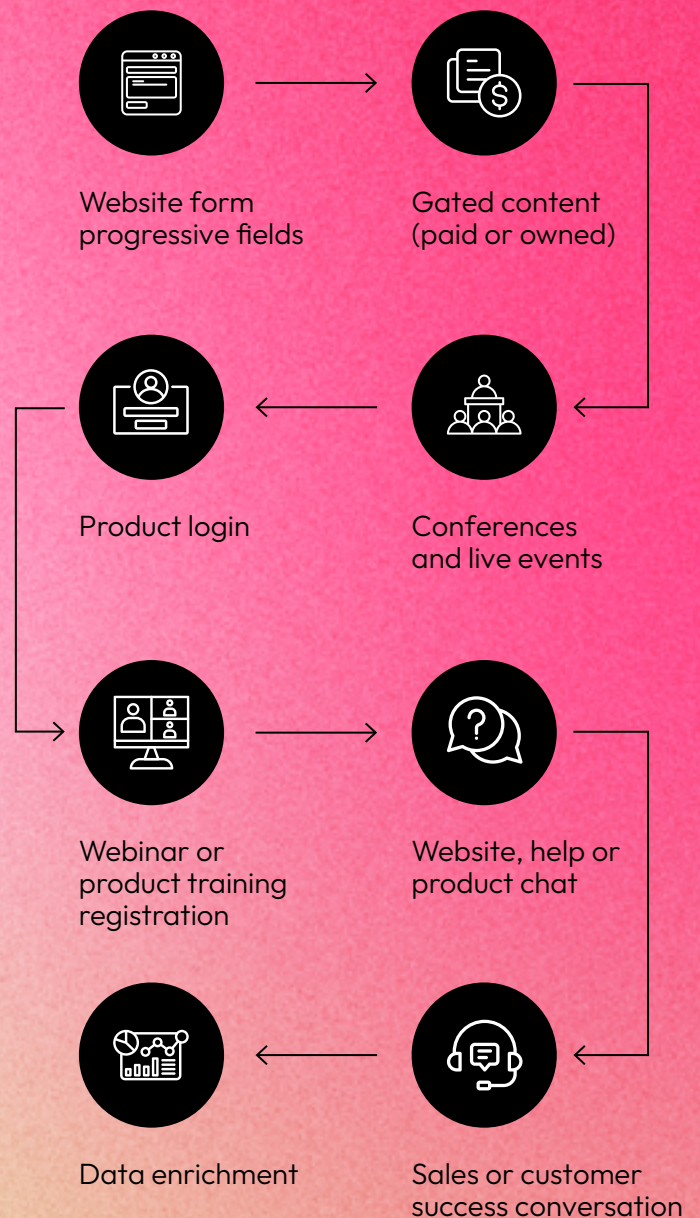 Website form
progressive fields
Gated content
(paid or owned)
Product login
Conferences
and live events
Webinar or
product training
registration
Website, help or
product chat
Data enrichment
Sales or customer
success conversation